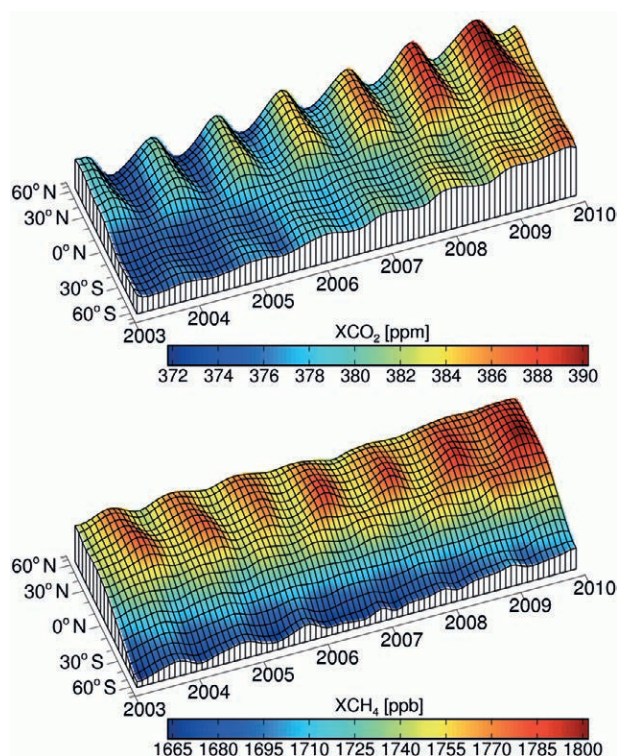 60° N
30° N
0° N
30° S
60° S
2003
2004
2005
2006
2007
2008
2009
2010
XCO₂ [ppm]
372 374 376 378 380 382 384 386 388 390
60° N
30° N
0° N
30° S
60° S
2003
2004
2005
2006
2007
2008
2009
2010
XCH₄ [ppb]
1665 1680 1695 1710 1725 1740 1755 1770 1785 1800